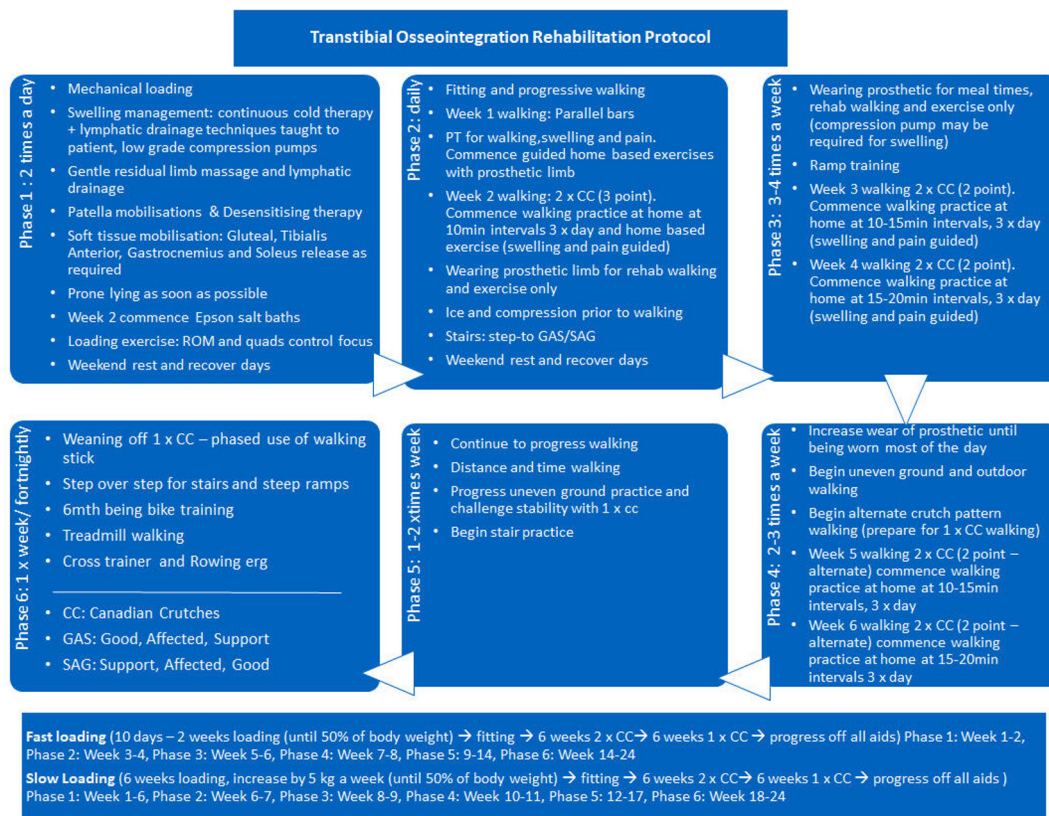 Transtibial Osseointegration Rehabilitation Protocol
Phase 1 : 2 times a day
• Mechanical loading
• Swelling management: continuous cold therapy
+ lymphatic drainage techniques taught to
patient, low grade compression pumps
• Gentle residual limb massage and lymphatic
drainage
• Patella mobilisations & Desensitising therapy
• Soft tissue mobilisation: Gluteal, Tibialis
Anterior, Gastrocnemius and Soleus release as
required
• Prone lying as soon as possible
• Week 2 commence Epson salt baths
• Loading exercise: ROM and quads control focus
• Weekend rest and recover days
Phase 2: daily
• Fitting and progressive walking
• Week 1 walking: Parallel bars
• PT for walking,swelling and pain.
Commence guided home based exercises
with prosthetic limb
• Week 2 walking: 2 x CC (3 point).
Commence walking practice at home at
10min intervals 3 x day and home based
exercise (swelling and pain guided)
• Wearing prosthetic limb for rehab walking
and exercise only
• Ice and compression prior to walking
• Stairs: step-to GAS/SAG
• Weekend rest and recover days
Phase 3: 3-4 times a week
• Wearing prosthetic for meal times,
rehab walking and exercise only
(compression pump may be
required for swelling)
• Ramp training
• Week 3 walking 2 x CC (2 point).
Commence walking practice at
home at 10-15min intervals, 3 x day
(swelling and pain guided)
• Week 4 walking 2 x CC (2 point).
Commence walking practice at
home at 15-20min intervals, 3 x day
(swelling and pain guided)
Phase 4: 2-3 times a week
• Increase wear of prosthetic until
being worn most of the day
• Begin uneven ground and outdoor
walking
• Begin alternate crutch pattern
walking (prepare for 1 x CC walking)
• Week 5 walking 2 x CC (2 point –
alternate) commence walking
practice at home at 10-15min
intervals, 3 x day
• Week 6 walking 2 x CC (2 point –
alternate) commence walking
practice at home at 15-20min
intervals 3 x day
Phase 5: 1-2 xtimes week
• Continue to progress walking
• Distance and time walking
• Progress uneven ground practice and
challenge stability with 1 x cc
• Begin stair practice
Phase 6: 1 x week/ fortnightly
• Weaning off 1 x CC – phased use of walking
stick
• Step over step for stairs and steep ramps
• 6mth being bike training
• Treadmill walking
• Cross trainer and Rowing erg
• CC: Canadian Crutches
• GAS: Good, Affected, Support
• SAG: Support, Affected, Good
Fast loading (10 days – 2 weeks loading (until 50% of body weight) → fitting → 6 weeks 2 x CC→ 6 weeks 1 x CC → progress off all aids) Phase 1: Week 1-2,
Phase 2: Week 3-4, Phase 3: Week 5-6, Phase 4: Week 7-8, Phase 5: 9-14, Phase 6: Week 14-24
Slow Loading (6 weeks loading, increase by 5 kg a week (until 50% of body weight) → fitting → 6 weeks 2 x CC→ 6 weeks 1 x CC → progress off all aids )
Phase 1: Week 1-6, Phase 2: Week 6-7, Phase 3: Week 8-9, Phase 4: Week 10-11, Phase 5: 12-17, Phase 6: Week 18-24